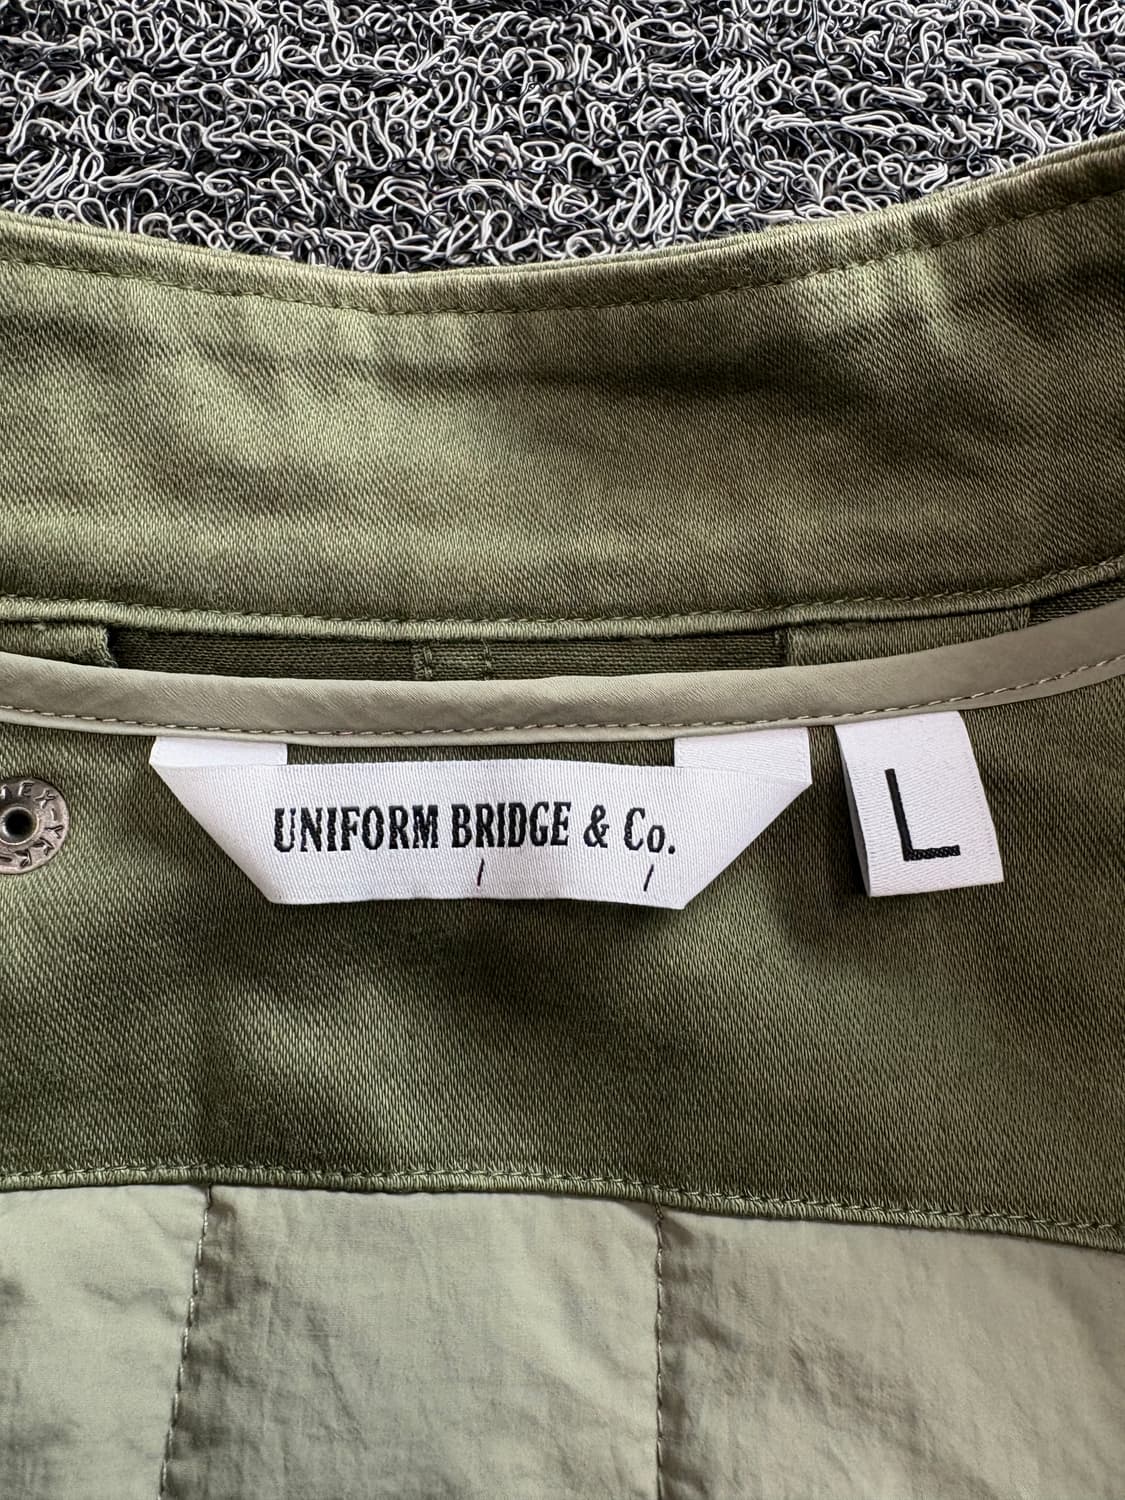 UNIFORM BRIDGE & Co.
L